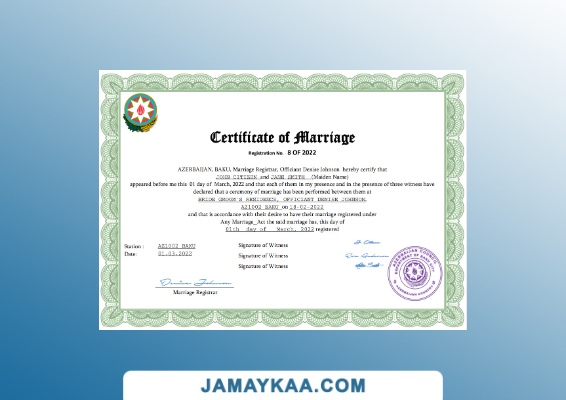 Certificate of Marriage
Registration No. 8 OF 2022
AZERBAIJAN, BAKU, Marriage Registrar, Officiant Denise Johnson, hereby certify that
JOHN CITIZEN and JANE SMITH (Maiden Name)
appeared before me this 01 day of March, 2022 and that each of them in my presence and in the presence of these witness have
declared that a ceremony of marriage has been performed between them at
BRIDE GROOM'S RESIDENCE, OFFICIANT DENISE JOHNSON,
AZ1002 BAKU on 18-02-2022
and that is accordance with their desire so have their marriage registered under
Any Marriage Act the said marriage has, this day of
01th day of March, 2022 registered
Station : AZ1002 BAKU Signature of Witness
Date: 01.03.2022 Signature of Witness
Signature of Witness
Denise Johnson
Marriage Registrar
JAMAYKAA.COM